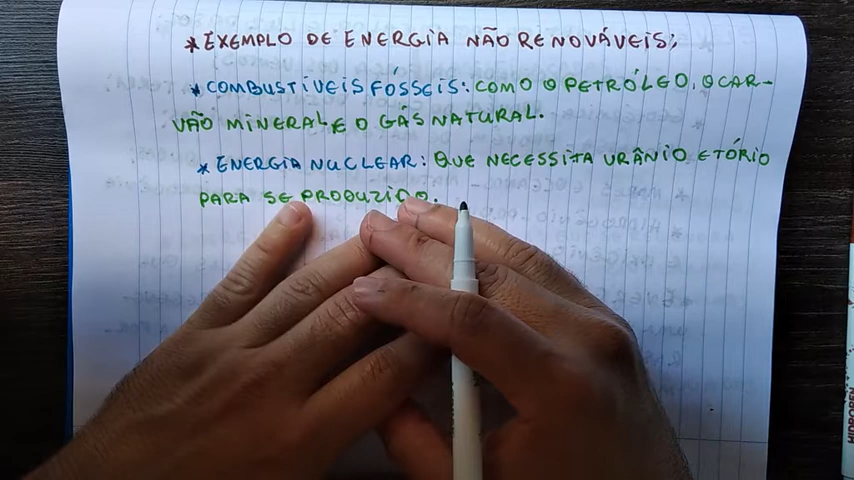 *EXEMPLO DE ENERGIA NÃO RENOVÁVEIS;
*COMBUSTÍVEIS FÓSSEIS: COMO O PETRÓLEO, O CAR-
VÃO MINERAL E O GÁS NATURAL.
*ENERGIA NUCLEAR: QUE NECESSITA URÂNIO E TÓRIO
PARA SE PRODUZIDO.
HIDROPEN